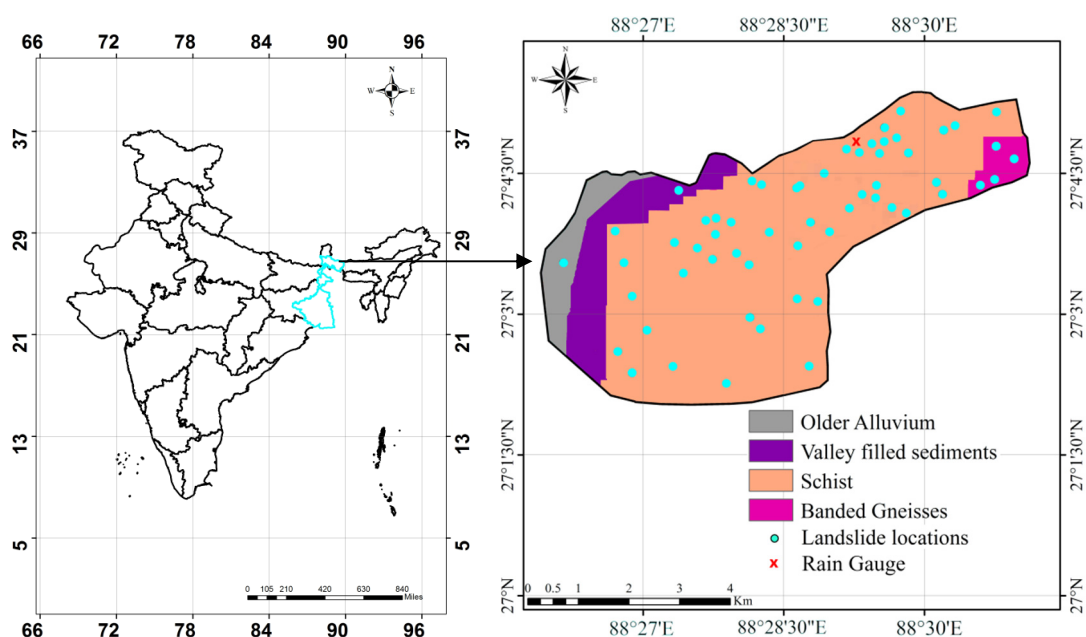 66 72 78 84 90 96
37 37
29 29
21 21
13 13
5 5
N
W E
S
0 105 210 420 630 840
Miles
66 72 78 84 90 96
88°27'E 88°28'30"E 88°30'E
N
W E
S
x
27°4'30"N 27°4'30"N
27°3'N 27°3'N
27°1'30"N 27°1'30"N
27°N 27°N
Older Alluvium
Valley filled sediments
Schist
Banded Gneisses
Landslide locations
x Rain Gauge
0 0.5 1 2 3 4
Km
88°27'E 88°28'30"E 88°30'E